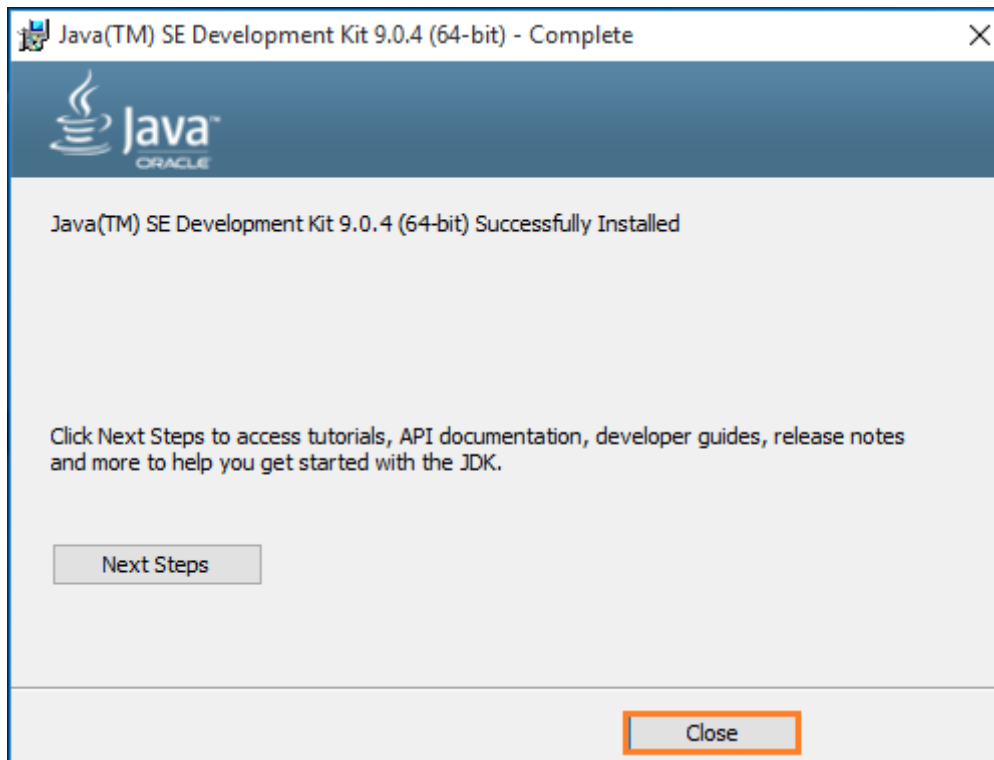 Java(TM) SE Development Kit 9.0.4 (64-bit) - Complete
Java™
ORACLE
Java(TM) SE Development Kit 9.0.4 (64-bit) Successfully Installed
Click Next Steps to access tutorials, API documentation, developer guides, release notes
and more to help you get started with the JDK.
Next Steps
Close